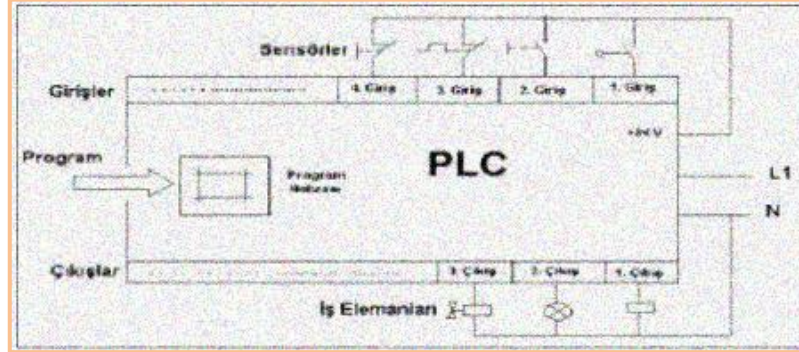 Sensörler
Girişler
4. Giriş
3. Giriş
2. Giriş
1. Giriş
+24 V
Program
Program
Hafızası
PLC
L1
N
Çıkışlar
3. Çıkış
2. Çıkış
1. Çıkış
İş Elemanları